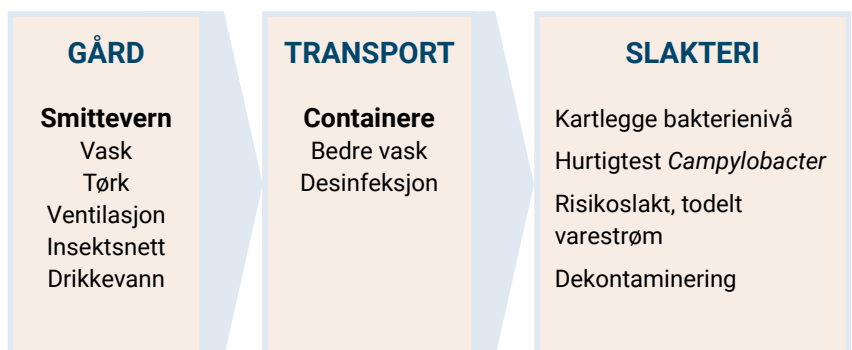 GÅRD
Smittevern
Vask
Tørk
Ventilasjon
Insektsnett
Drikkevann
TRANSPORT
Containere
Bedre vask
Desinfeksjon
SLAKTERI
Kartlegge bakterienivå
Hurtigtest Campylobacter
Risikoslakt, todelt
varestrøm
Dekontaminering